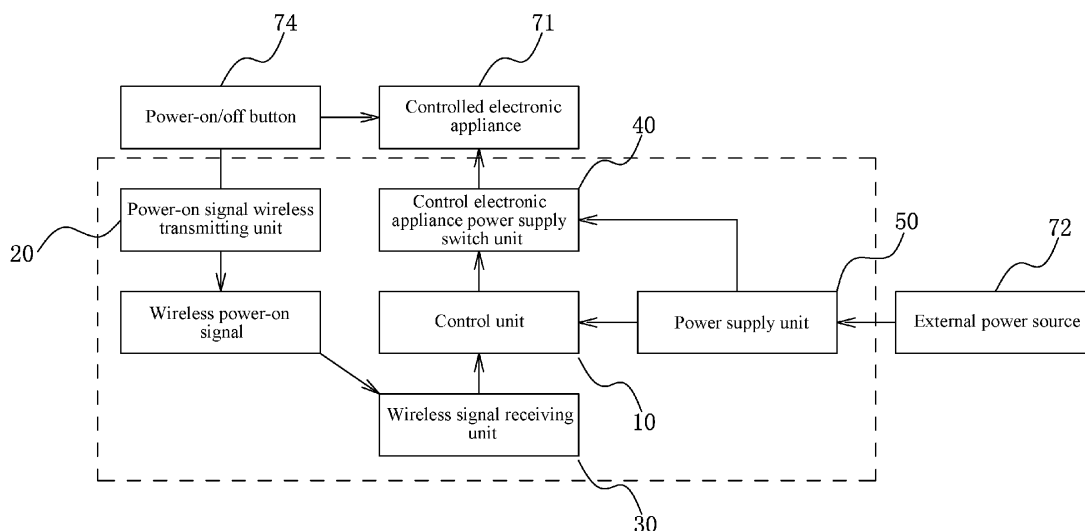 74
71
Power-on/off button
Controlled electronic
appliance
40
Power-on signal wireless
transmitting unit
Control electronic
appliance power supply
switch unit
20
50
72
Wireless power-on
signal
Control unit
Power supply unit
External power source
Wireless signal receiving
unit
10
30